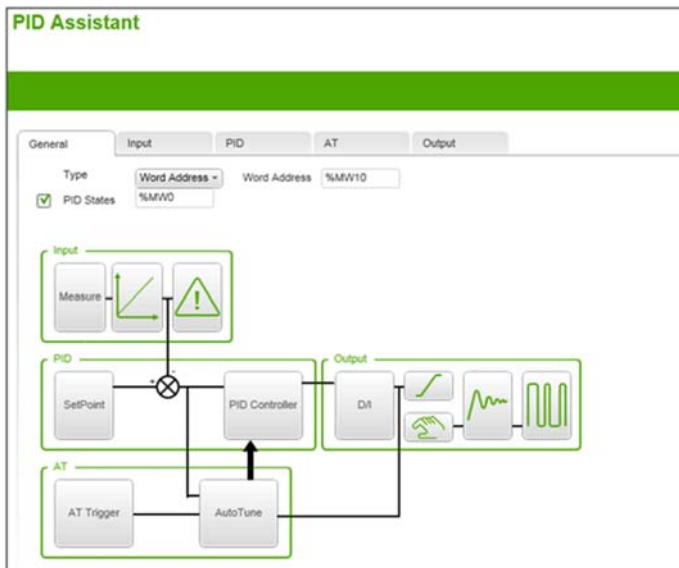 PID Assistant
General Input PID AT Output
Type Word Address Word Address %MW10
PID States %MW0
Input
Measure
-
PID Output
+
SetPoint PID Controller D/I
AT
AT Trigger AutoTune